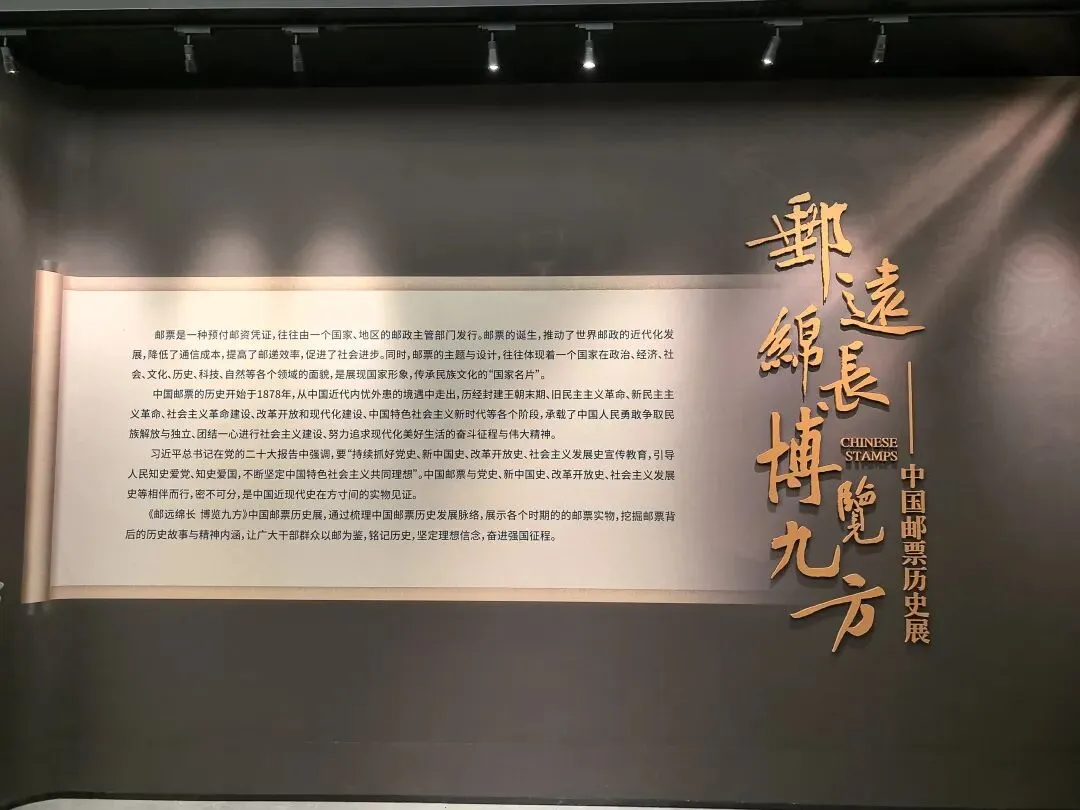 邮票是一种预付邮资凭证，往往由一个国家、地区的邮政主管部门发行。邮票的诞生，推动了世界邮政的近代化发
展，降低了通信成本，提高了邮递效率，促进了社会进步。同时，邮票的主题与设计，往往体现着一个国家在政治、经济、社
会、文化、历史、科技、自然等各个领域的面貌，是展现国家形象，传承民族文化的“国家名片”。
中国邮票的历史开始于1878年，从中国近代内忧外患的境遇中走出，历经封建王朝末期、旧民主主义革命、新民主主
义革命、社会主义革命建设、改革开放和现代化建设、中国特色社会主义新时代等各个阶段，承载了中国人民勇敢争取民
族解放与独立、团结一心进行社会主义建设、努力追求现代化美好生活的奋斗征程与伟大精神。
习近平总书记在党的二十大报告中强调，要“持续抓好党史、新中国史、改革开放史、社会主义发展史宣传教育，引导
人民知史爱党、知史爱国，不断坚定中国特色社会主义共同理想”。中国邮票与党史、新中国史、改革开放史、社会主义发展
史等相伴而行，密不可分，是中国近现代史在方寸间的实物见证。
《邮远绵长 博览九方》中国邮票历史展，通过梳理中国邮票历史发展脉络，展示各个时期的的邮票实物，挖掘邮票背
后的历史故事与精神内涵，让广大干部群众以邮为鉴，铭记历史，坚定理想信念，奋进强国征程。
郵遠綿長
博覽九方
CHINESE
STAMPS
——中国邮票历史展